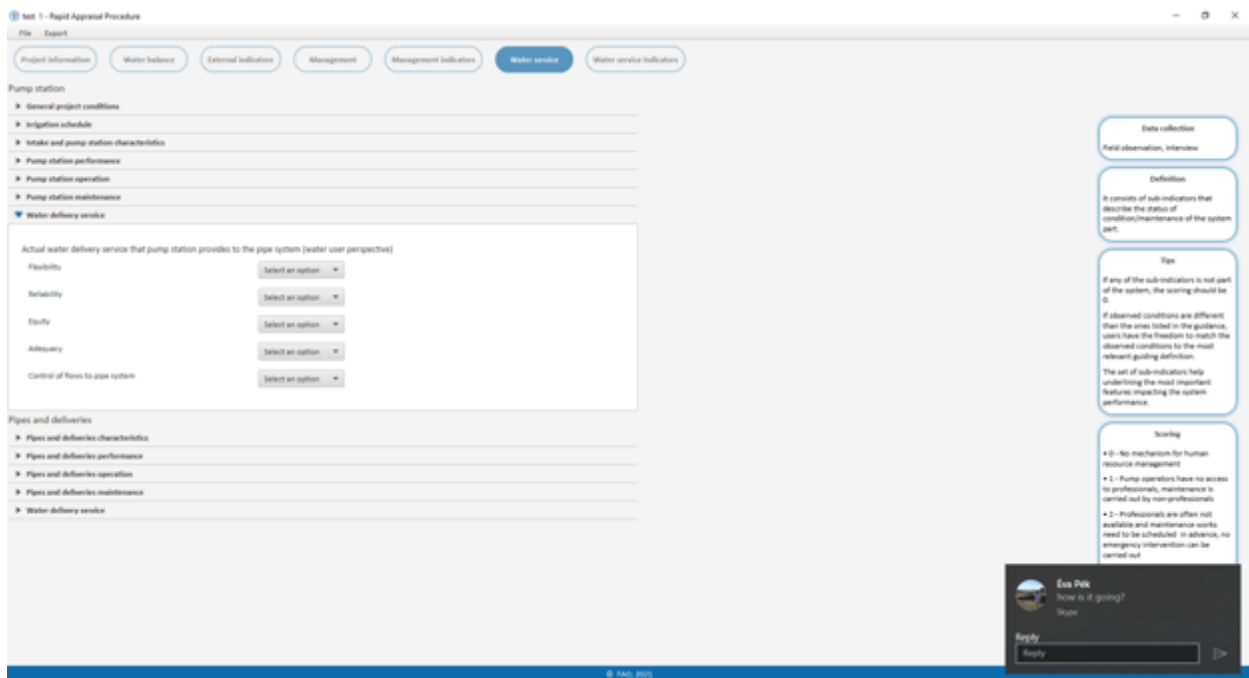 test 1 - Rapid Appraisal Procedure
File Export
Project information Water balance External indicators Management Management indicators Water service Water service indicators
Pump station
General project conditions
Irrigation schedule
Intake and pump station characteristics
Pump station performance
Pump station operation
Pump station maintenance
Water delivery service
Actual water delivery service that pump station provides to the pipe system (water user perspective)
Flexibility Select an option
Reliability Select an option
Equity Select an option
Adequacy Select an option
Control of flows to pipe system Select an option
Pipes and deliveries
Pipes and deliveries characteristics
Pipes and deliveries performance
Pipes and deliveries operation
Pipes and deliveries maintenance
Water delivery service
Data collection
Field observation, interview
Definition
It consists of sub-indicators that
describe the status of
condition/maintenance of the system
part.
Tips
If any of the sub-indicators is not part
of the system, the scoring should be
0.
If observed conditions are different
than the ones listed in the guidance,
users have the freedom to match the
observed conditions to the most
relevant guiding definition.
The set of sub-indicators help
underlining the most important
features impacting the system
performance.
Scoring
• 0 - No mechanism for human
resource management
• 1 - Pump operators have no access
to professionals, maintenance is
carried out by non-professionals
• 2 - Professionals are often not
available and maintenance works
need to be scheduled in advance, no
emergency intervention can be
carried out
Éva Pék
how is it going?
Skype
Reply
Reply
© FAO, 2021